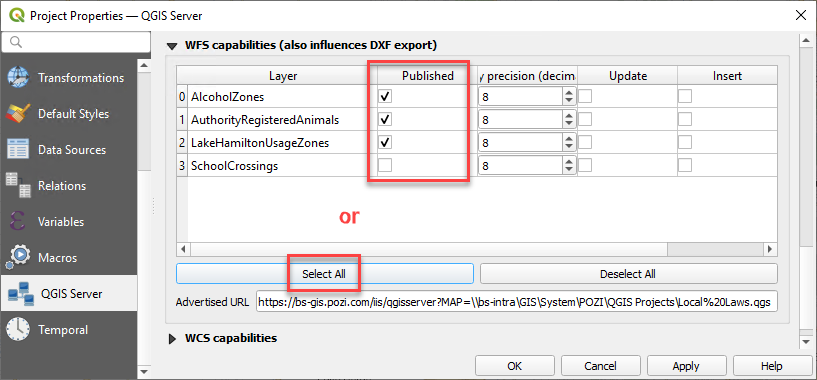 Project Properties — QGIS Server
WFS capabilities (also influences DXF export)
Transformations
Default Styles
Data Sources
Relations
Variables
Macros
QGIS Server
Temporal
Layer Published y precision (decima Update Insert
0 AlcoholZones 8
1 AuthorityRegisteredAnimals 8
2 LakeHamiltonUsageZones 8
3 SchoolCrossings 8
or
Select All Deselect All
Advertised URL https://bs-gis.pozi.com/iis/qgisserver?MAP=\\bs-intra\GIS\System\POZI\QGIS Projects\Local%20Laws.qgs
WCS capabilities
OK Cancel Apply Help